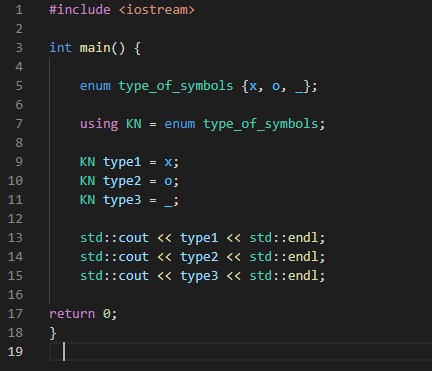 1 #include <iostream>
2
3 int main() {
4
5     enum type_of_symbols {x, o, _};
6
7     using KN = enum type_of_symbols;
8
9     KN type1 = x;
10     KN type2 = o;
11     KN type3 = _;
12
13     std::cout << type1 << std::endl;
14     std::cout << type2 << std::endl;
15     std::cout << type3 << std::endl;
16
17 return 0;
18 }
19